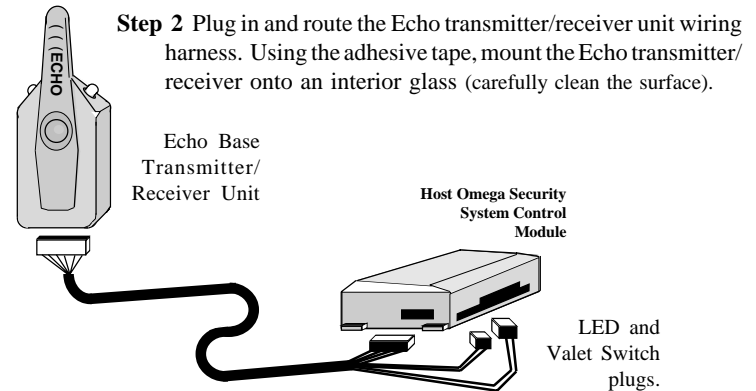 Step 2 Plug in and route the Echo transmitter/receiver unit wiring
harness. Using the adhesive tape, mount the Echo transmitter/
receiver onto an interior glass (carefully clean the surface).
ECHO
Echo Base
Transmitter/
Receiver Unit
Host Omega Security
System Control
Module
LED and
Valet Switch
plugs.